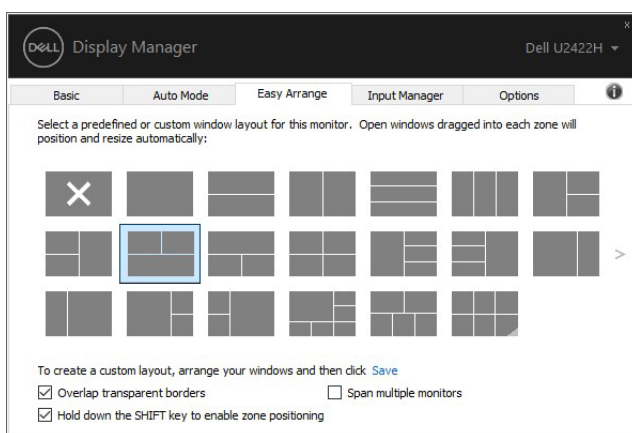 DELL Display Manager Dell U2422H
Basic Auto Mode Easy Arrange Input Manager Options
Select a predefined or custom window layout for this monitor. Open windows dragged into each zone will
position and resize automatically:
To create a custom layout, arrange your windows and then click Save
Overlap transparent borders Span multiple monitors
Hold down the SHIFT key to enable zone positioning